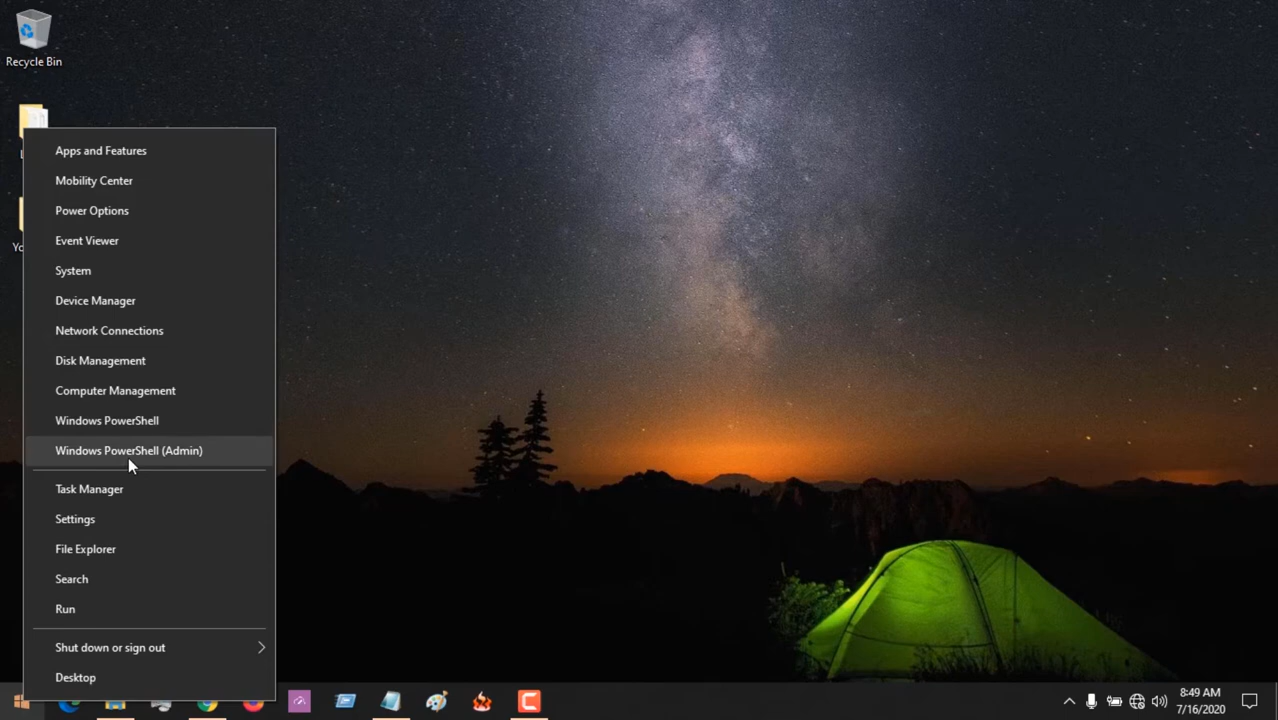 Recycle Bin
Apps and Features
Mobility Center
Power Options
Event Viewer
System
Device Manager
Network Connections
Disk Management
Computer Management
Windows PowerShell
Windows PowerShell (Admin)
Task Manager
Settings
File Explorer
Search
Run
Shut down or sign out
Desktop
8:49 AM
7/16/2020